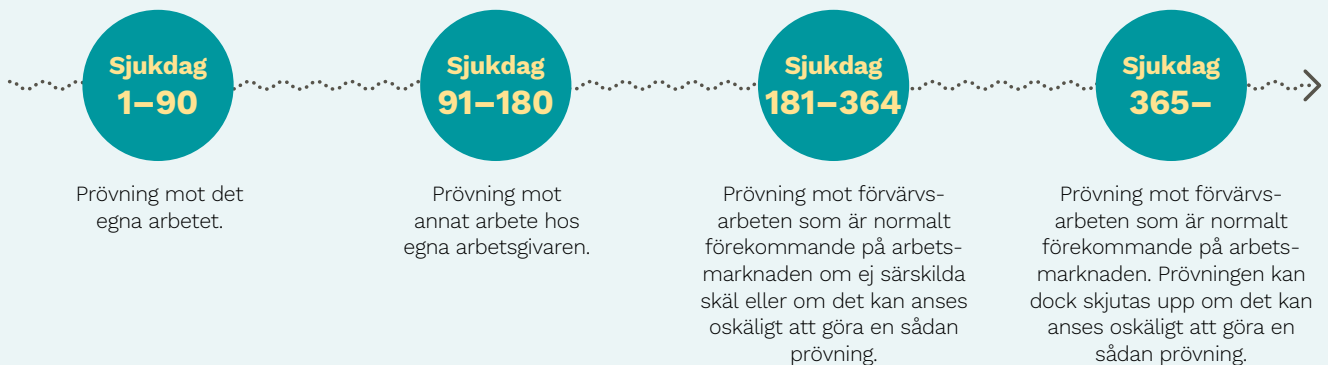 Sjukdag
1–90
Prövning mot det
egna arbetet.
Sjukdag
91–180
Prövning mot
annat arbete hos
egna arbetsgivaren.
Sjukdag
181–364
Prövning mot förvärvs-
arbeten som är normalt
förekommande på arbets-
marknaden om ej särskilda
skäl eller om det kan anses
oskäligt att göra en sådan
prövning.
Sjukdag
365–
Prövning mot förvärvs-
arbeten som är normalt
förekommande på arbets-
marknaden. Prövningen kan
dock skjutas upp om det kan
anses oskäligt att göra en
sådan prövning.